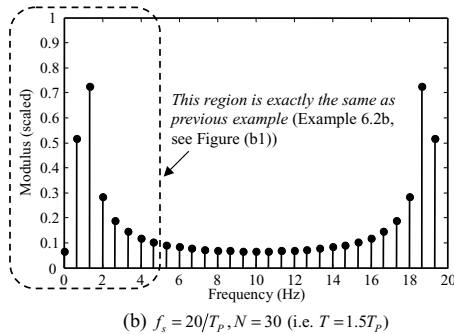 1
0.9
0.8
0.7
0.6
0.5
0.4
0.3
0.2
0.1
0
Modulus (scaled)
This region is exactly the same as
previous example (Example 6.2b,
see Figure (b1))
0 2 4 6 8 10 12 14 16 18 20
Frequency (Hz)
(b) f_s = 20/T_P, N = 30 (i.e. T = 1.5T_P)